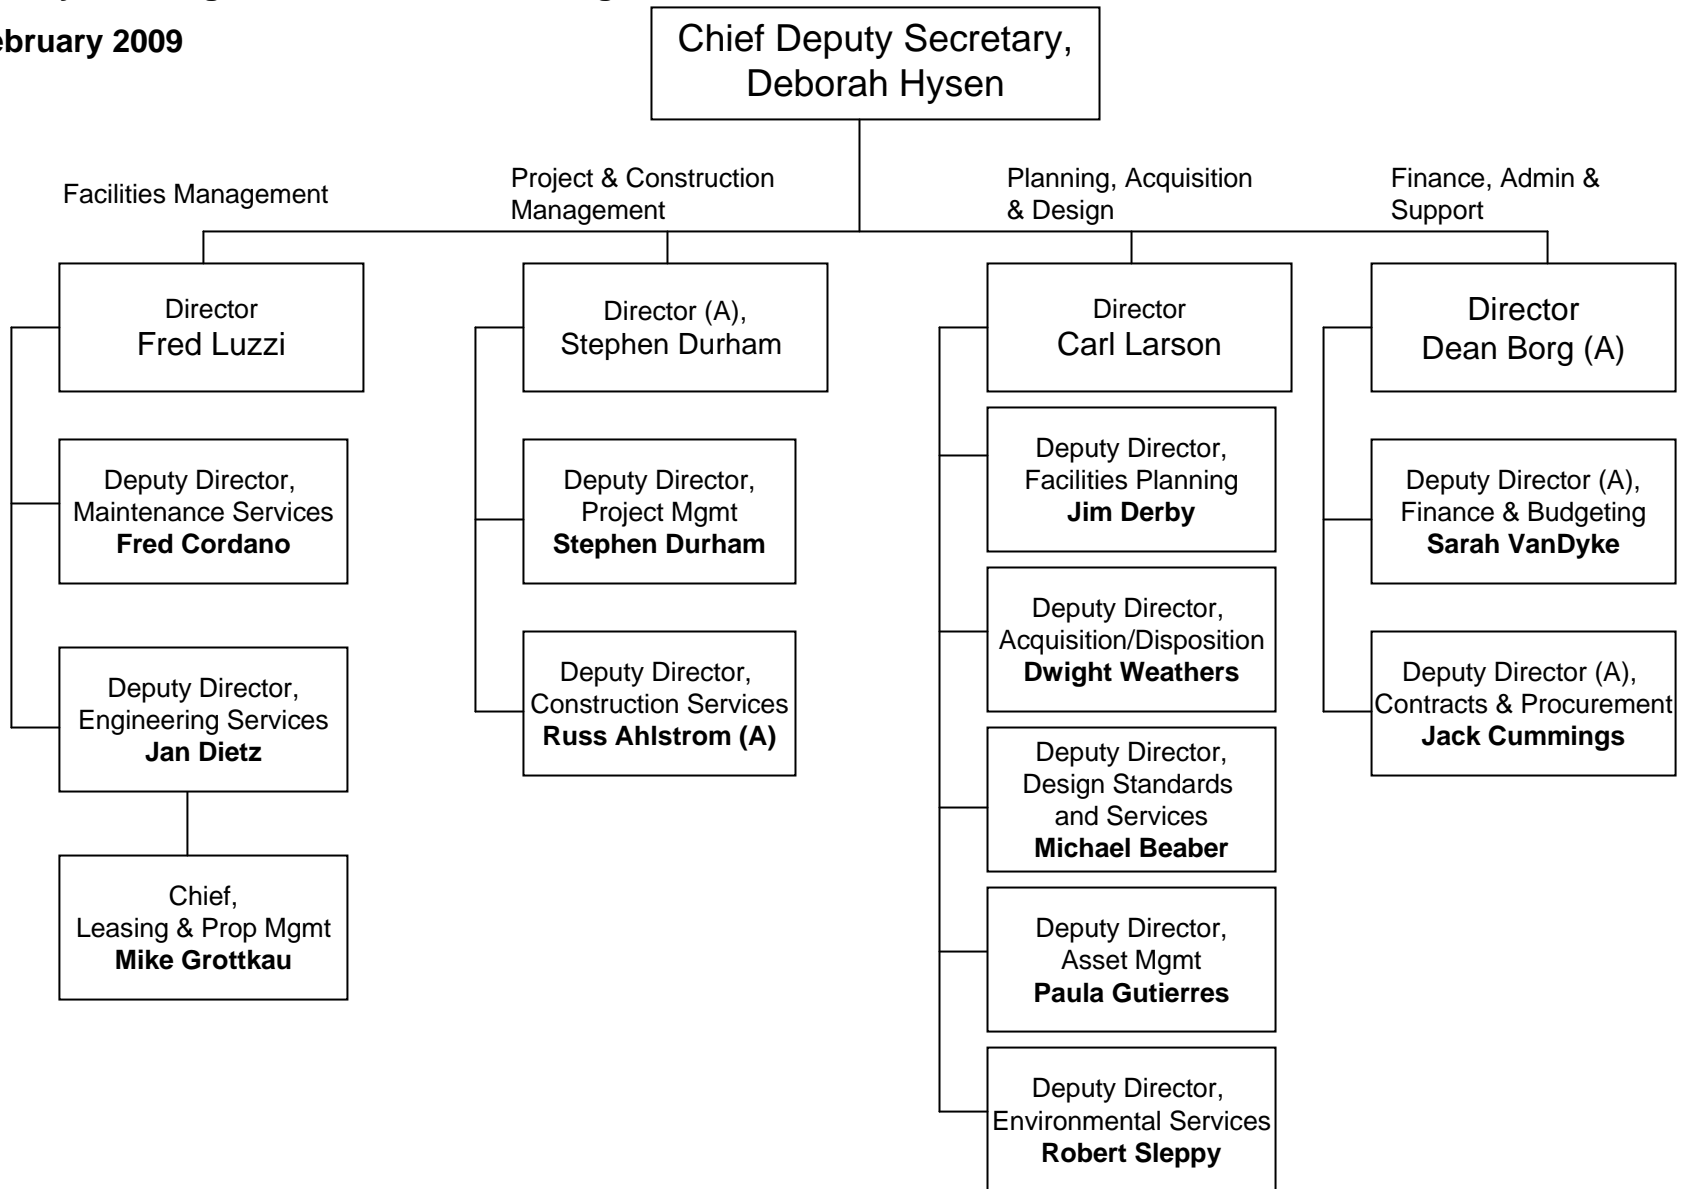 February 2009
Chief Deputy Secretary,
Deborah Hysen
Facilities Management
Project & Construction
Management
Planning, Acquisition
& Design
Finance, Admin &
Support
Director
Fred Luzzi
Director (A),
Stephen Durham
Director
Carl Larson
Director
Dean Borg (A)
Deputy Director,
Maintenance Services
Fred Cordano
Deputy Director,
Engineering Services
Jan Dietz
Chief,
Leasing & Prop Mgmt
Mike Grottkau
Deputy Director,
Project Mgmt
Stephen Durham
Deputy Director,
Construction Services
Russ Ahlstrom (A)
Deputy Director,
Facilities Planning
Jim Derby
Deputy Director,
Acquisition/Disposition
Dwight Weathers
Deputy Director,
Design Standards
and Services
Michael Beaber
Deputy Director,
Asset Mgmt
Paula Gutierres
Deputy Director,
Environmental Services
Robert Sleppy
Deputy Director (A),
Finance & Budgeting
Sarah VanDyke
Deputy Director (A),
Contracts & Procurement
Jack Cummings